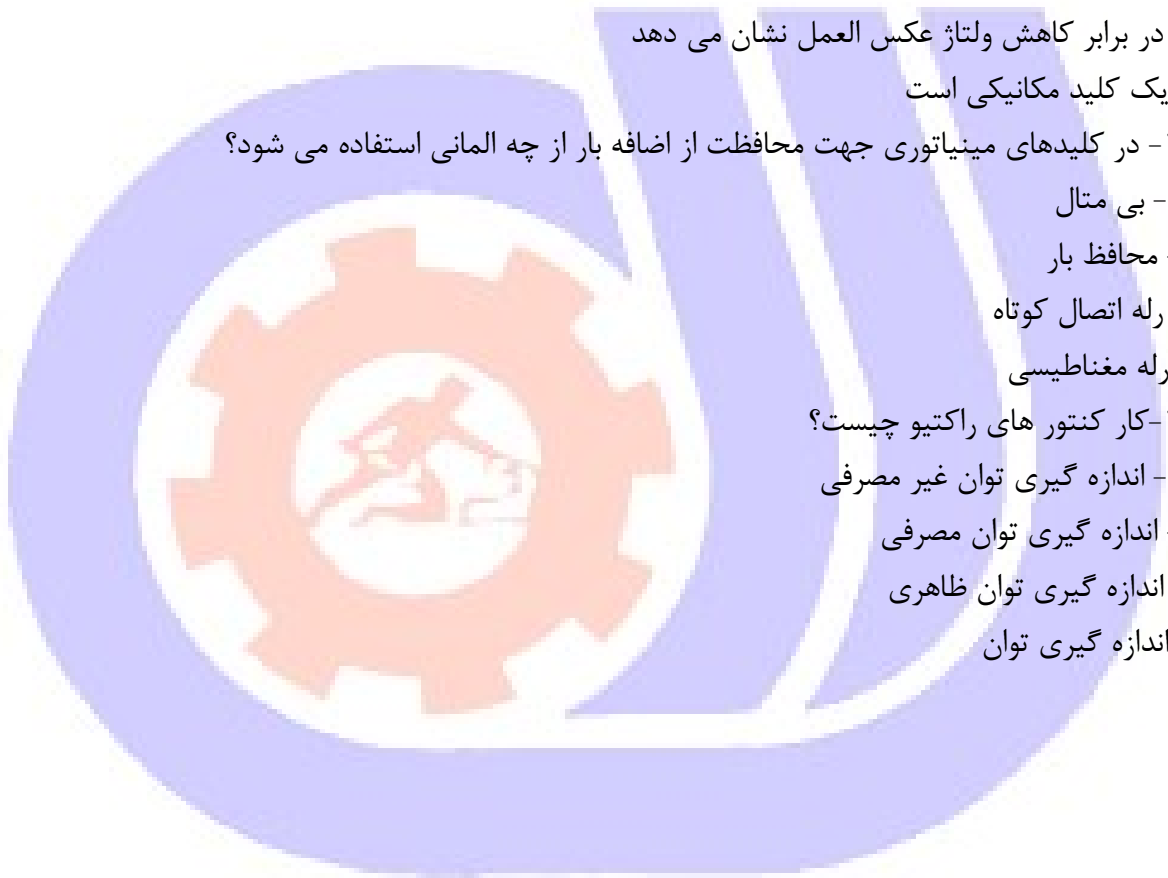 در برابر کاهش ولتاژ عکس العمل نشان می دهد
یک کلید مکانیکی است
- در کلیدهای مینیاتوری جهت محافظت از اضافه بار از چه المانی استفاده می شود؟
- بی متال
محافظ بار
رله اتصال کوتاه
رله مغناطیسی
-کار کنتور های راکتیو چیست؟
- اندازه گیری توان غیر مصرفی
اندازه گیری توان مصرفی
اندازه گیری توان ظاهری
اندازه گیری توان